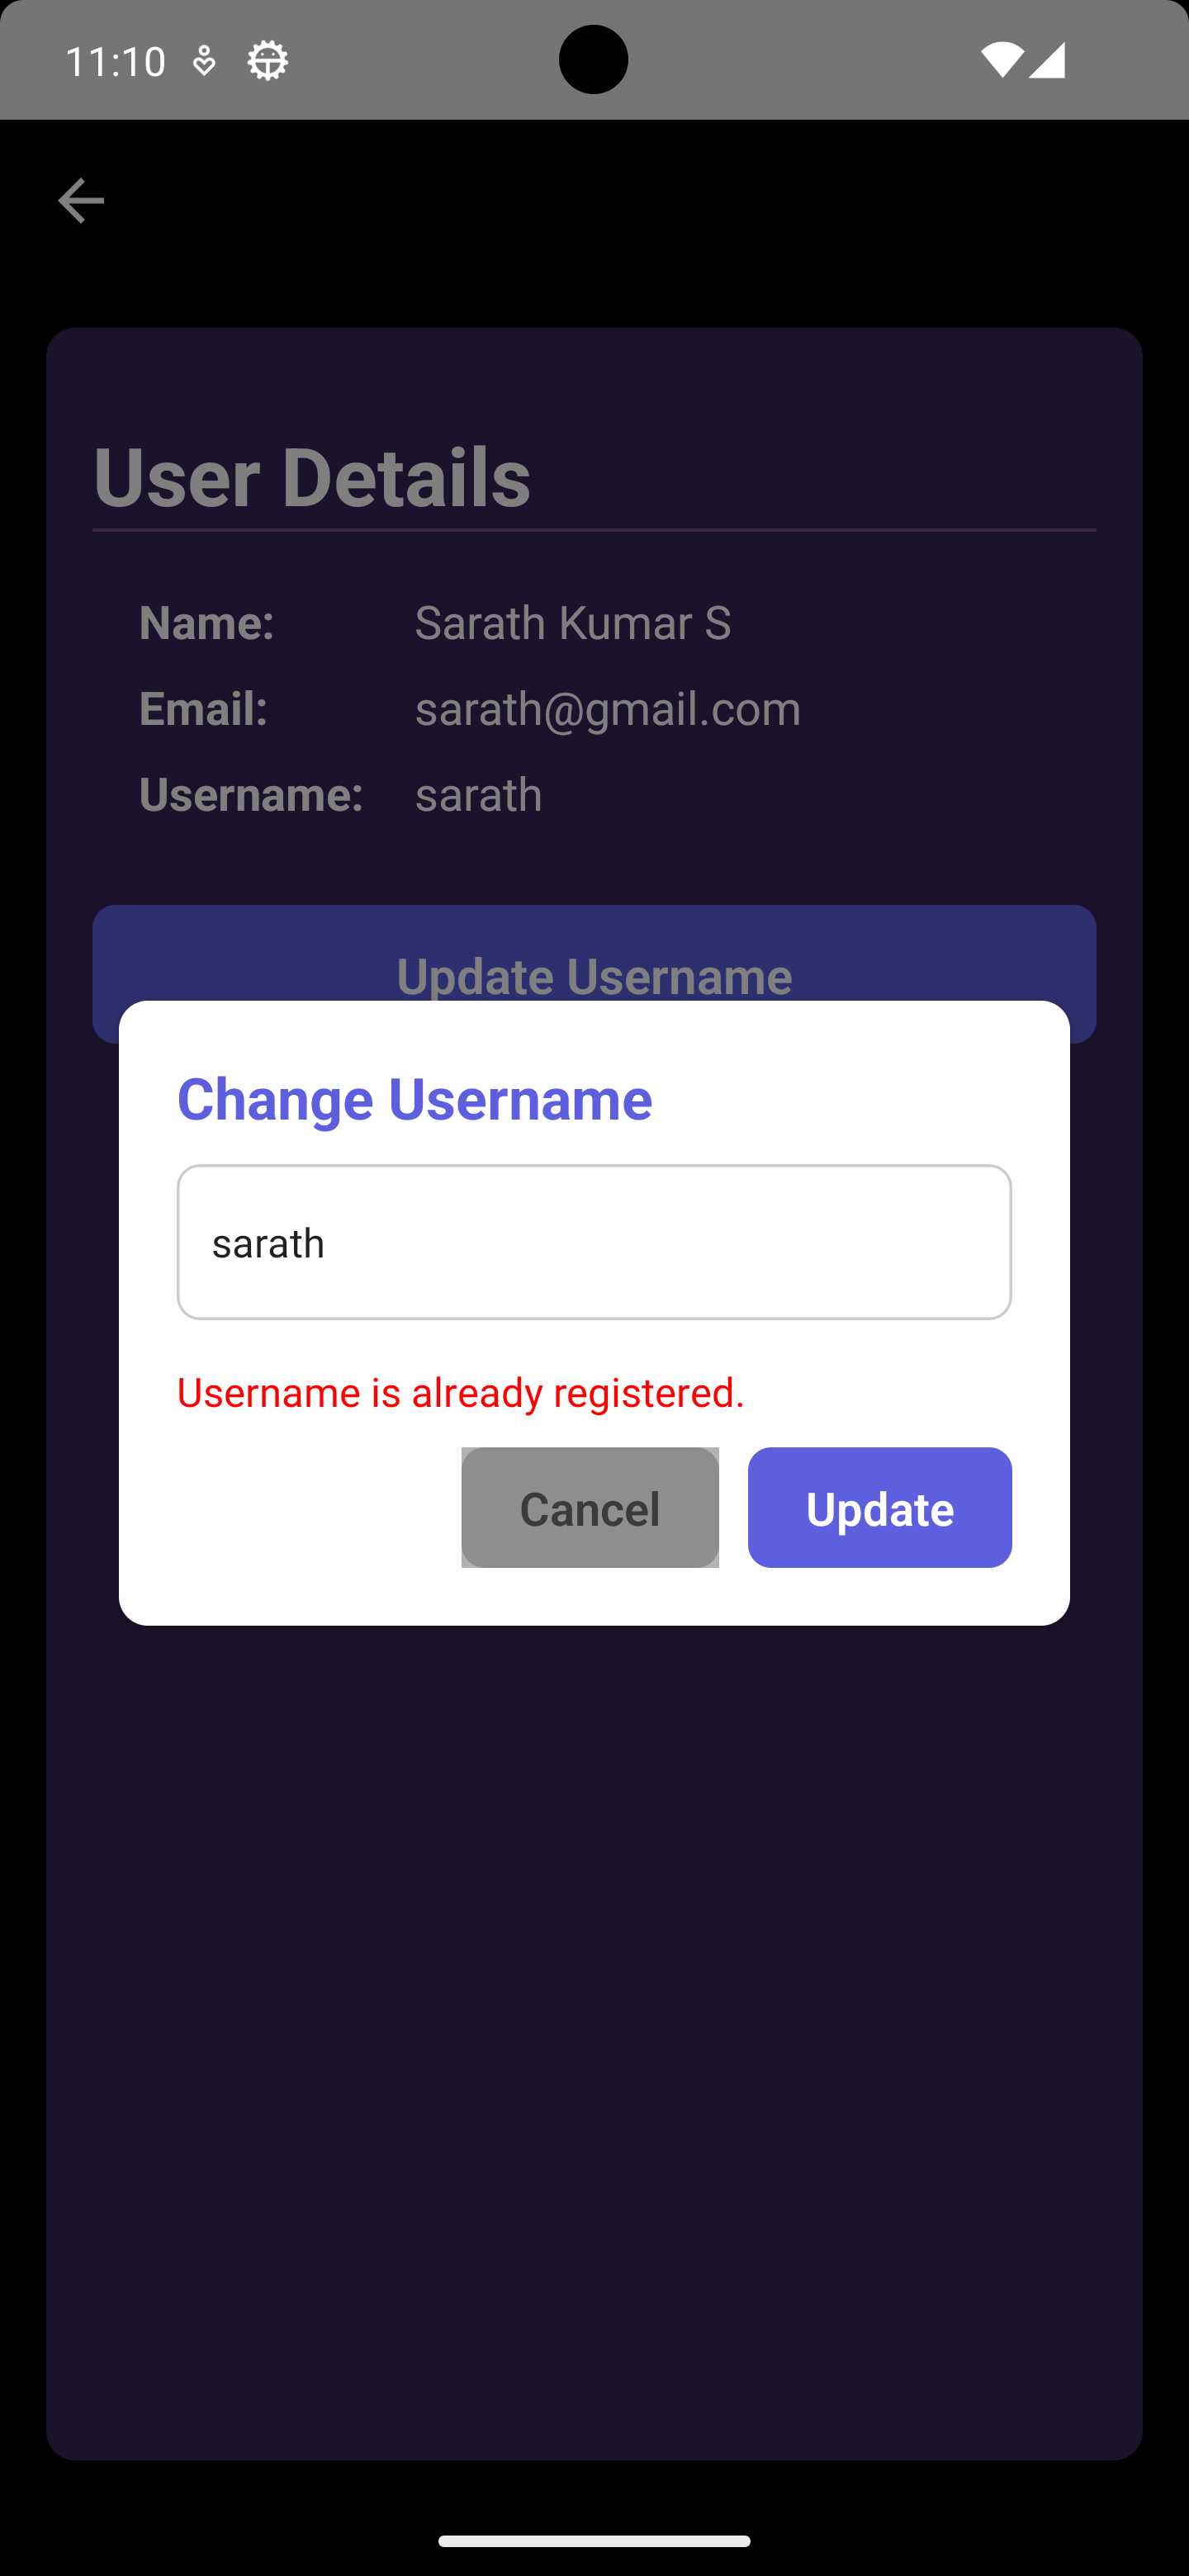 11:10
User Details
Name: Sarath Kumar S
Email: sarath@gmail.com
Username: sarath
Update Username
Change Username
sarath
Username is already registered.
Cancel Update